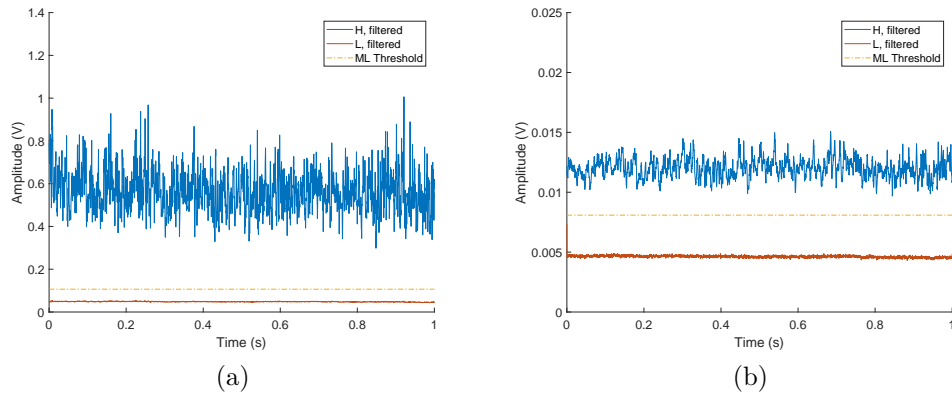 1.4
1.2
1
0.8
0.6
0.4
0.2
0
0 0.2 0.4 0.6 0.8 1
Amplitude (V)
Time (s)
H, filtered
L, filtered
ML Threshold
(a)
0.025
0.02
0.015
0.01
0.005
0
0 0.2 0.4 0.6 0.8 1
Amplitude (V)
Time (s)
H, filtered
L, filtered
ML Threshold
(b)